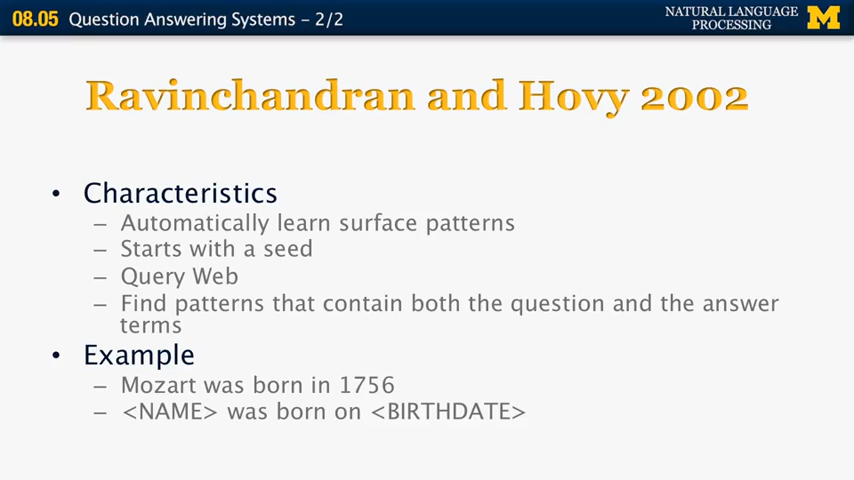 08.05 Question Answering Systems – 2/2
NATURAL LANGUAGE
PROCESSING
M
Ravinchandran and Hovy 2002
• Characteristics
– Automatically learn surface patterns
– Starts with a seed
– Query Web
– Find patterns that contain both the question and the answer
terms
• Example
– Mozart was born in 1756
– <NAME> was born on <BIRTHDATE>